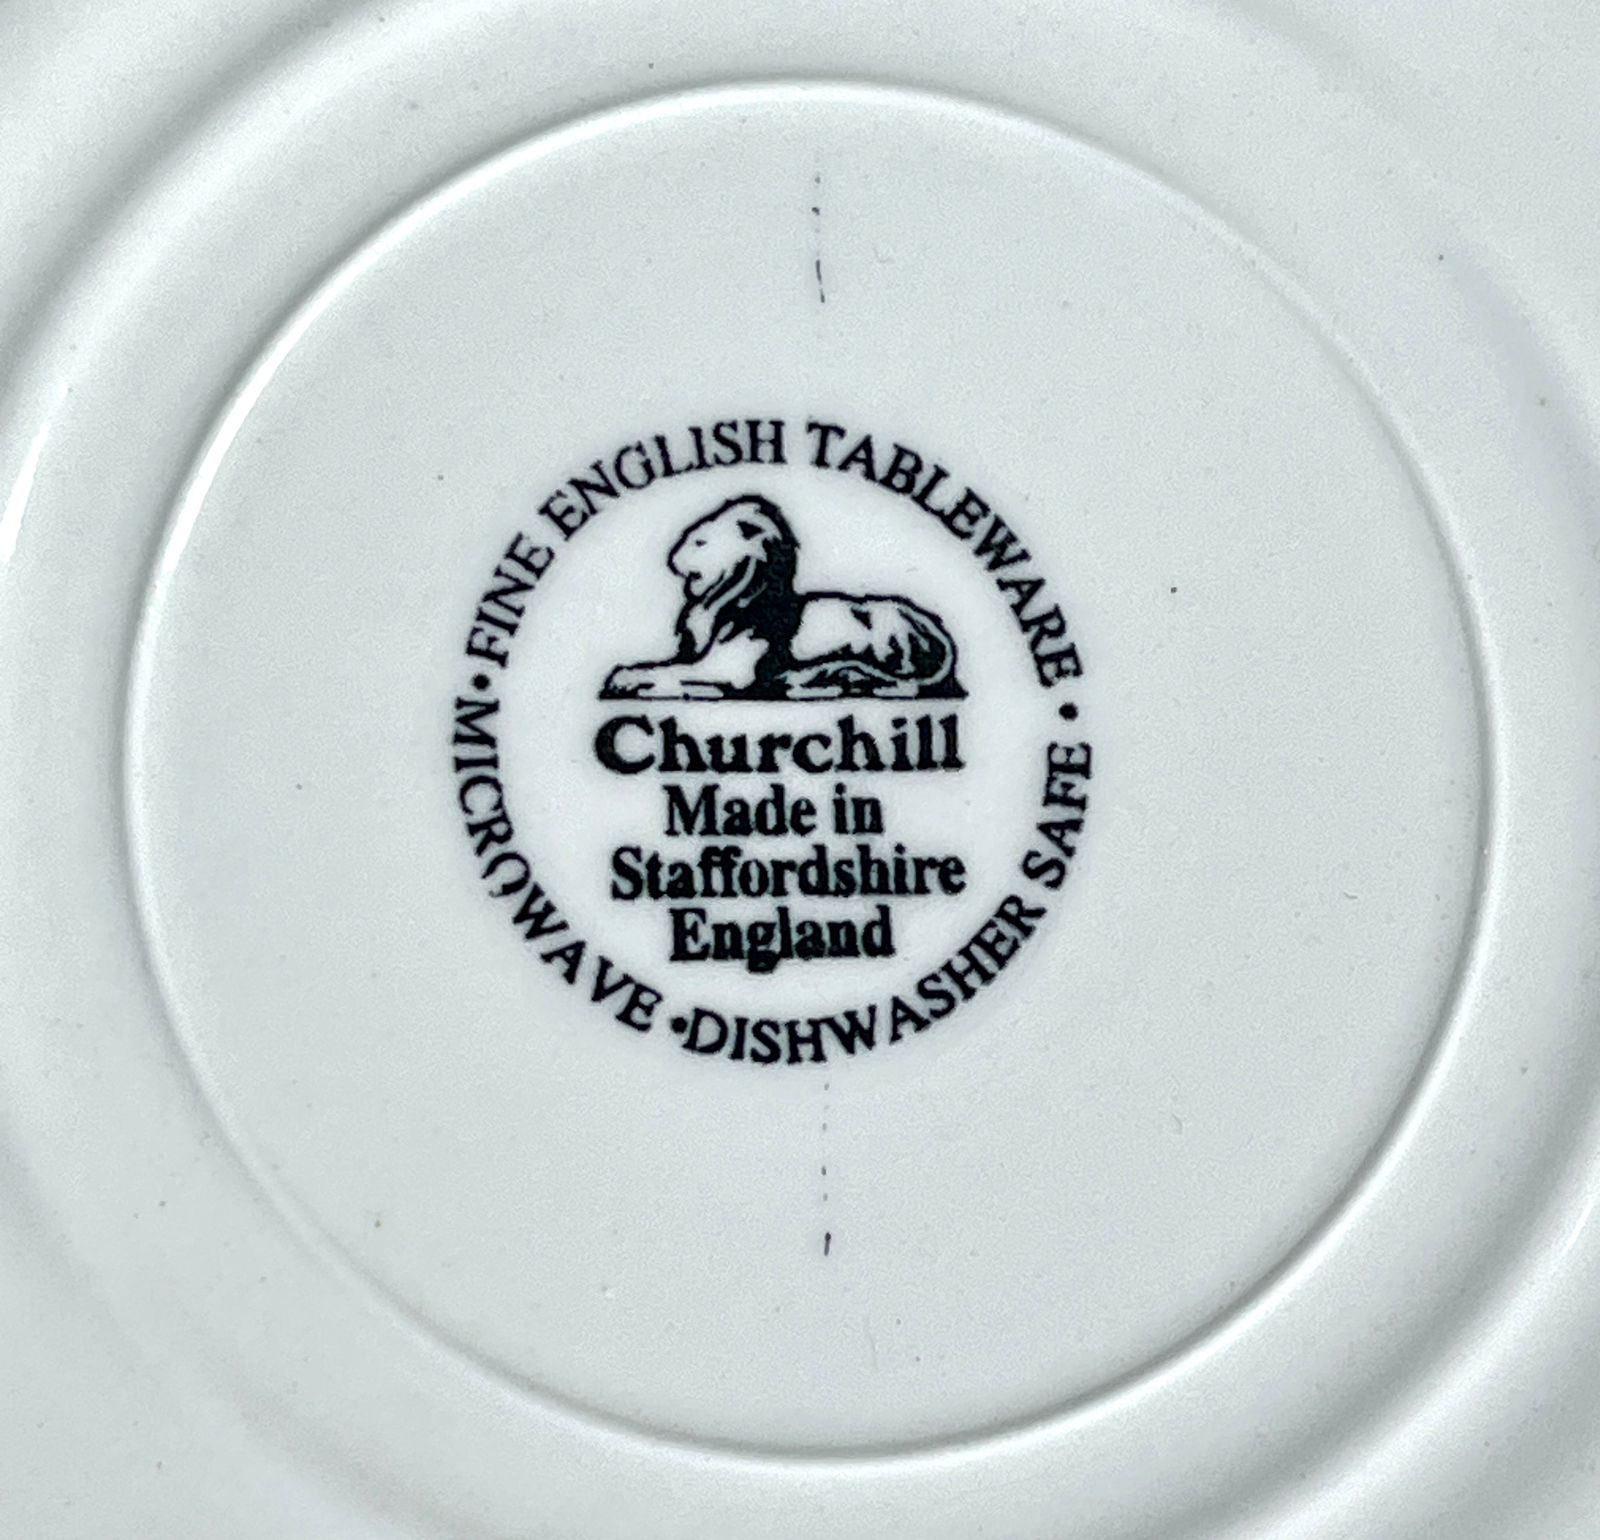 • FINE ENGLISH TABLEWARE •
Churchill
Made in
Staffordshire
England
MICROWAVE • DISHWASHER SAFE